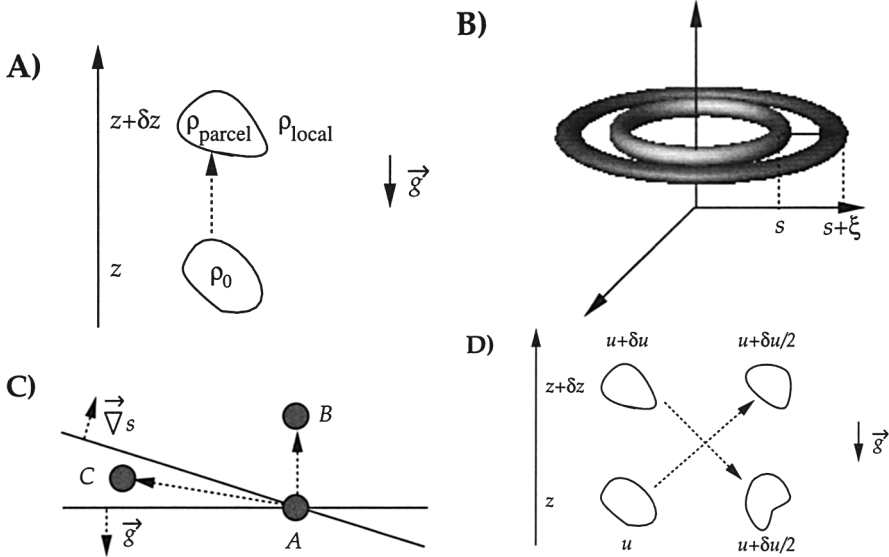 A)
z+δz
ρparcel
ρlocal
g
z
ρ0
B)
s
s+ξ
C)
∇ s
B
C
g
A
D)
u+δu
u+δu/2
z+δz
g
z
u
u+δu/2